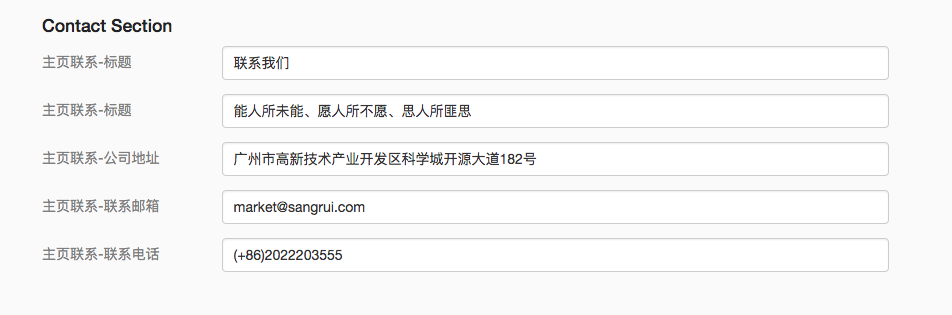 Contact Section
主页联系-标题
联系我们
主页联系-标题
能人所未能、愿人所不愿、思人所匪思
主页联系-公司地址
广州市高新技术产业开发区科学城开源大道182号
主页联系-联系邮箱
market@sangrui.com
主页联系-联系电话
(+86)2022203555